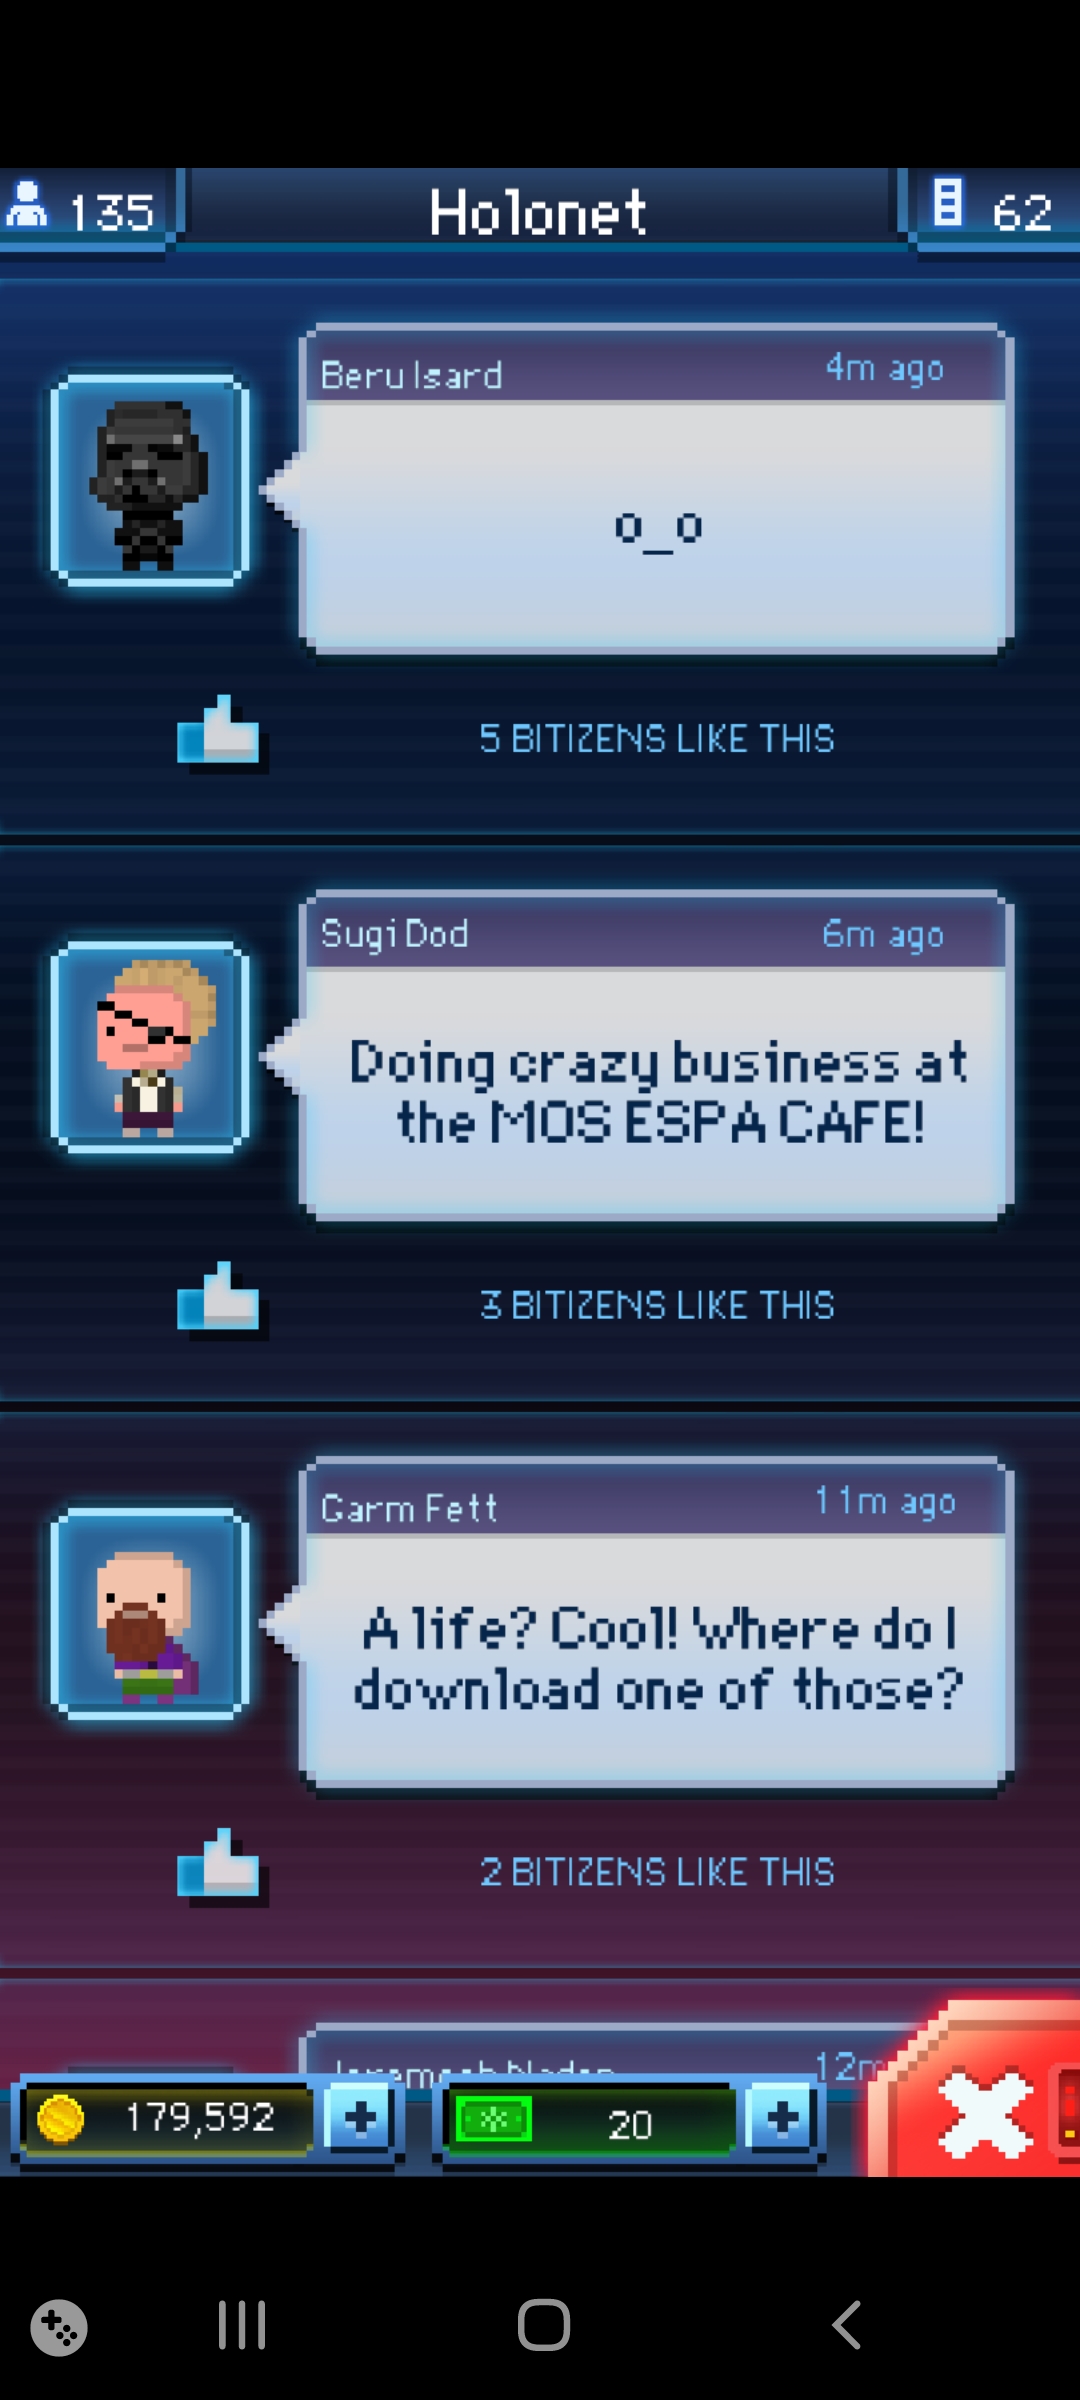 135
Holonet
62
Beru Isard
4m ago
o_o
5 BITIZENS LIKE THIS
Sugi Dod
6m ago
Doing crazy business at
the MOS ESPA CAFE!
3 BITIZENS LIKE THIS
Garm Fett
11m ago
A life? Cool! Where do I
download one of those?
2 BITIZENS LIKE THIS
12m
179,592
20